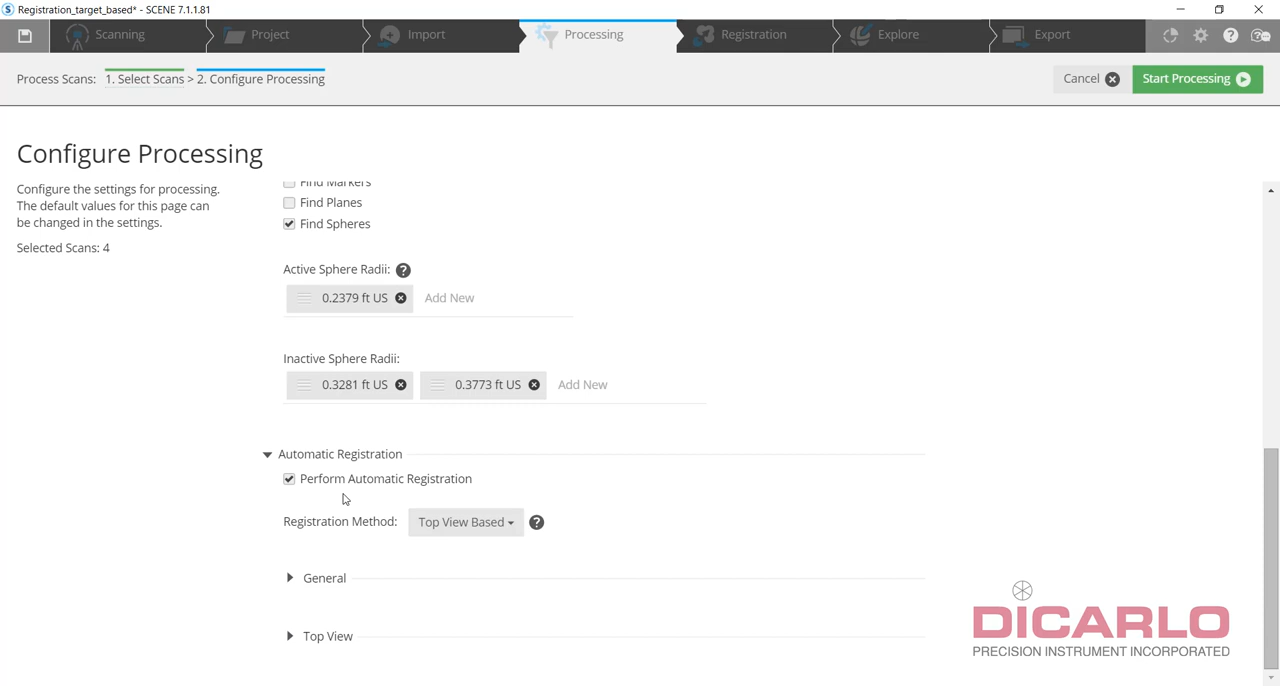 Registration_target_based* - SCENE 7.1.1.81
Scanning Project Import Processing Registration Explore Export
Process Scans: 1. Select Scans > 2. Configure Processing Cancel Start Processing
Configure Processing
Configure the settings for processing.
The default values for this page can
be changed in the settings.
Selected Scans: 4
Find Markers
Find Planes
Find Spheres
Active Sphere Radii: ?
0.2379 ft US Add New
Inactive Sphere Radii:
0.3281 ft US 0.3773 ft US Add New
Automatic Registration
Perform Automatic Registration
Registration Method: Top View Based ?
General
Top View
DICARLO
PRECISION INSTRUMENT INCORPORATED